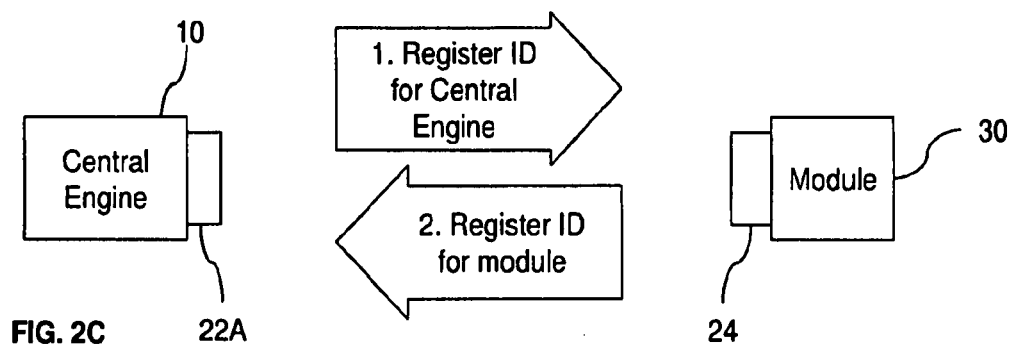 10
1. Register ID
for Central
Engine
30
Central
Engine
Module
2. Register ID
for module
FIG. 2C
22A
24